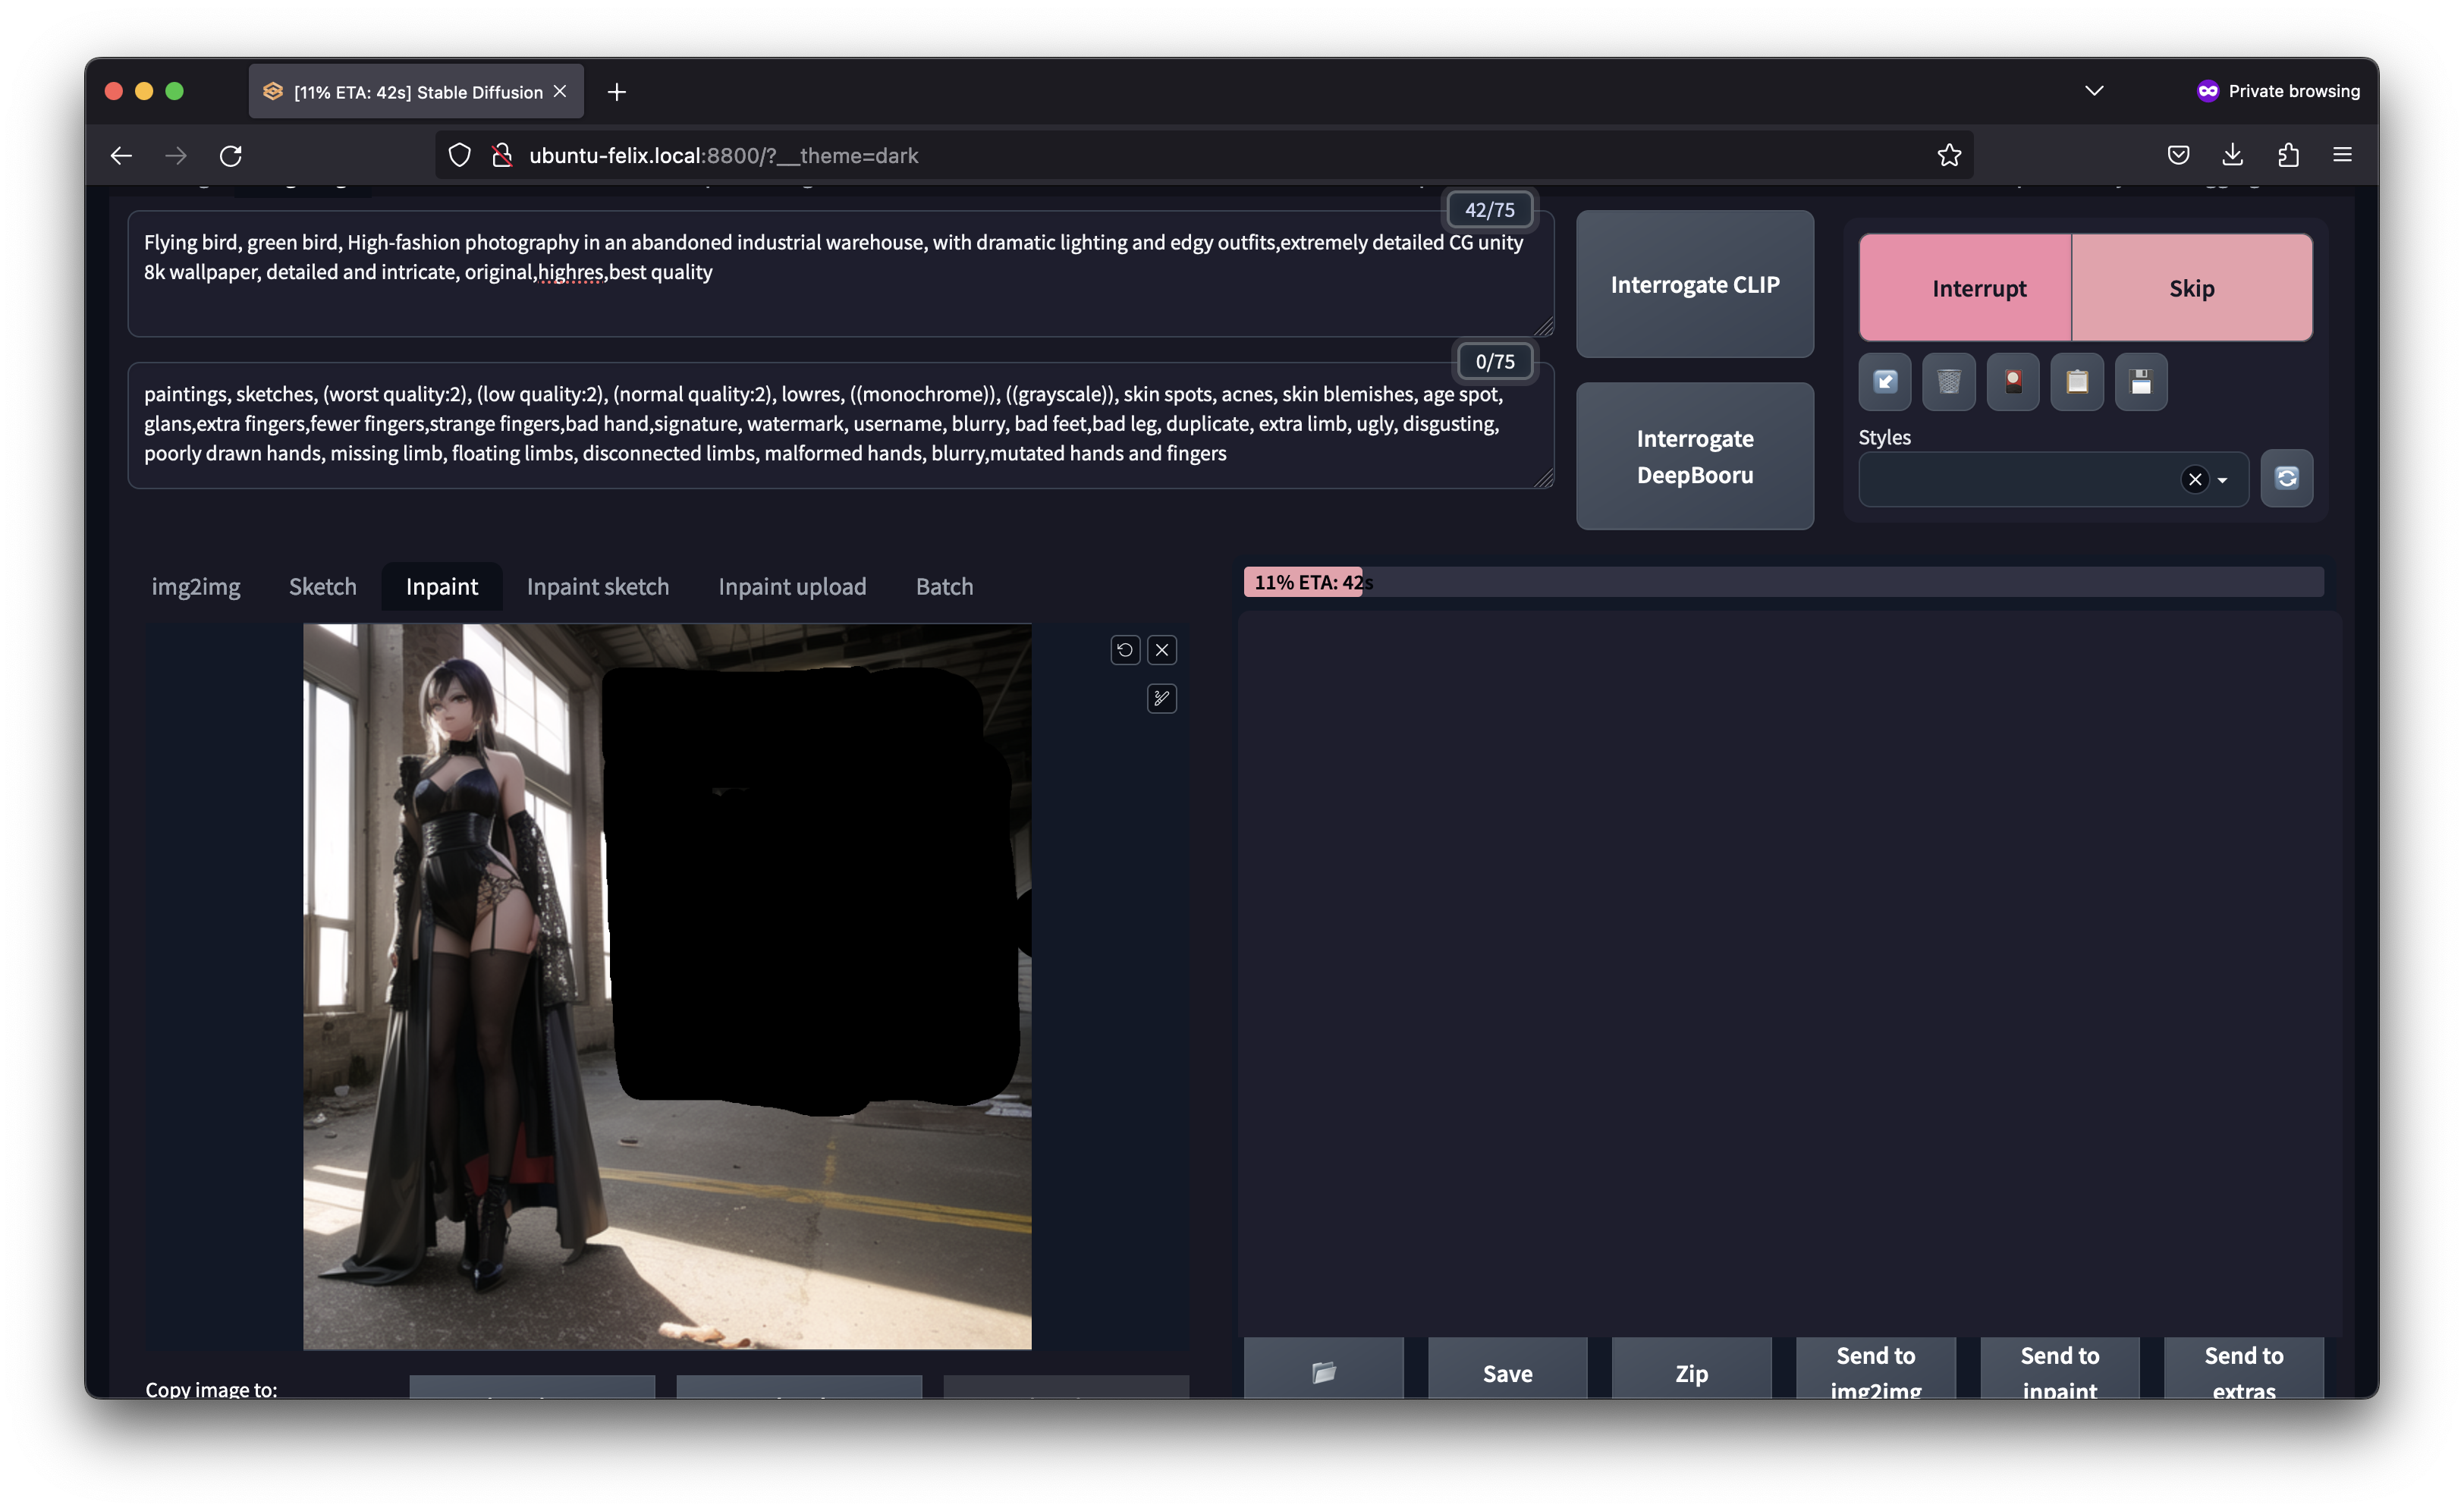 [11% ETA: 42s] Stable Diffusion
Private browsing
ubuntu-felix.local:8800/?__theme=dark
42/75
Flying bird, green bird, High-fashion photography in an abandoned industrial warehouse, with dramatic lighting and edgy outfits,extremely detailed CG unity
8k wallpaper, detailed and intricate, original,highres,best quality
Interrogate CLIP
Interrupt
Skip
0/75
paintings, sketches, (worst quality:2), (low quality:2), (normal quality:2), lowres, ((monochrome)), ((grayscale)), skin spots, acnes, skin blemishes, age spot,
glans,extra fingers,fewer fingers,strange fingers,bad hand,signature, watermark, username, blurry, bad feet,bad leg, duplicate, extra limb, ugly, disgusting,
poorly drawn hands, missing limb, floating limbs, disconnected limbs, malformed hands, blurry,mutated hands and fingers
Interrogate
DeepBooru
Styles
img2img
Sketch
Inpaint
Inpaint sketch
Inpaint upload
Batch
11% ETA: 42s
Copy image to:
Save
Zip
Send to
img2img
Send to
inpaint
Send to
extras